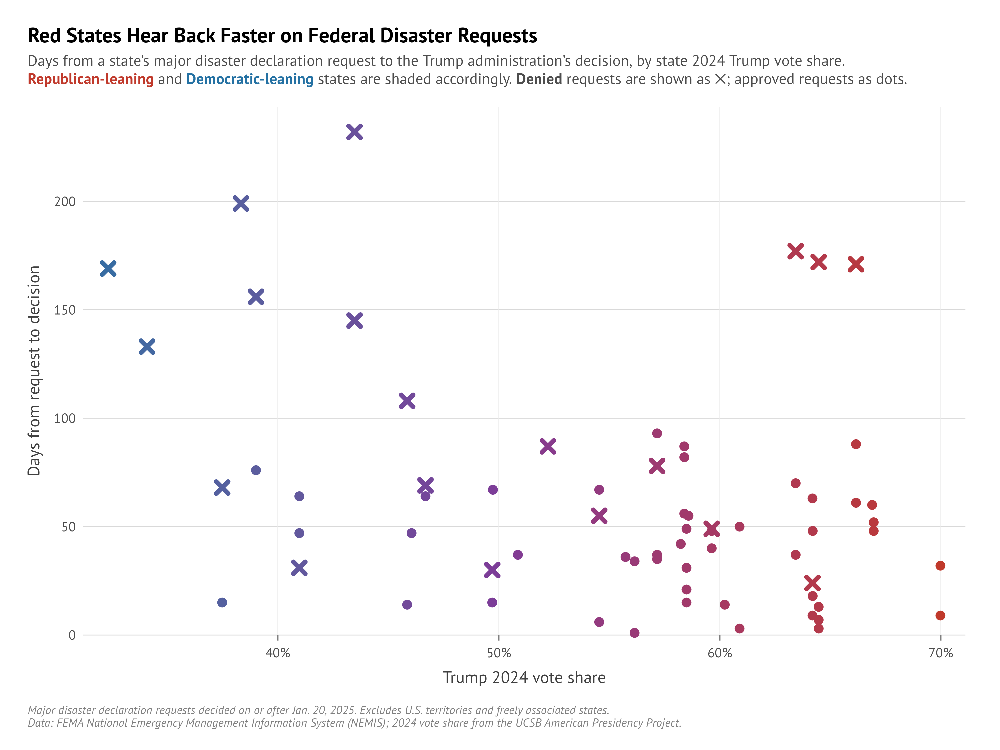 Red States Hear Back Faster on Federal Disaster Requests
Days from a state’s major disaster declaration request to the Trump administration’s decision, by state 2024 Trump vote share.
Republican-leaning and Democratic-leaning states are shaded accordingly. Denied requests are shown as ×; approved requests as dots.
Days from request to decision
200
150
100
50
0
40%
50%
60%
70%
Trump 2024 vote share
Major disaster declaration requests decided on or after Jan. 20, 2025. Excludes U.S. territories and freely associated states.
Data: FEMA National Emergency Management Information System (NEMIS); 2024 vote share from the UCSB American Presidency Project.